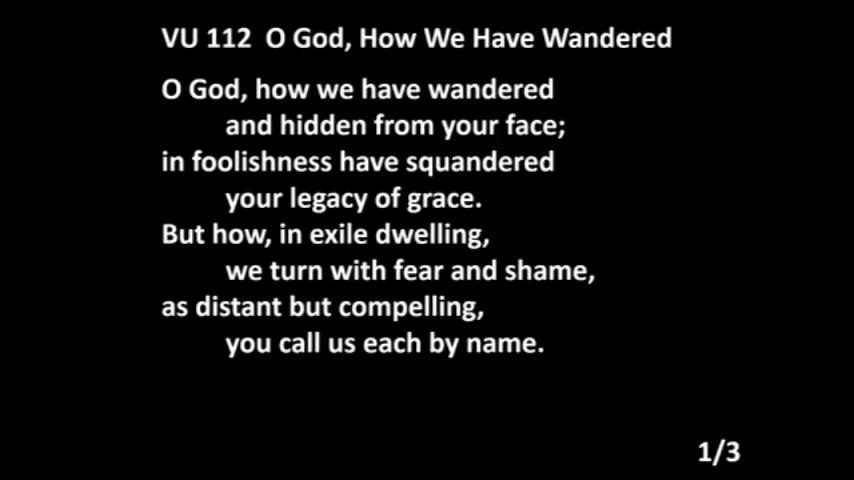 VU 112  O God, How We Have Wandered
O God, how we have wandered
and hidden from your face;
in foolishness have squandered
your legacy of grace.
But how, in exile dwelling,
we turn with fear and shame,
as distant but compelling,
you call us each by name.
1/3